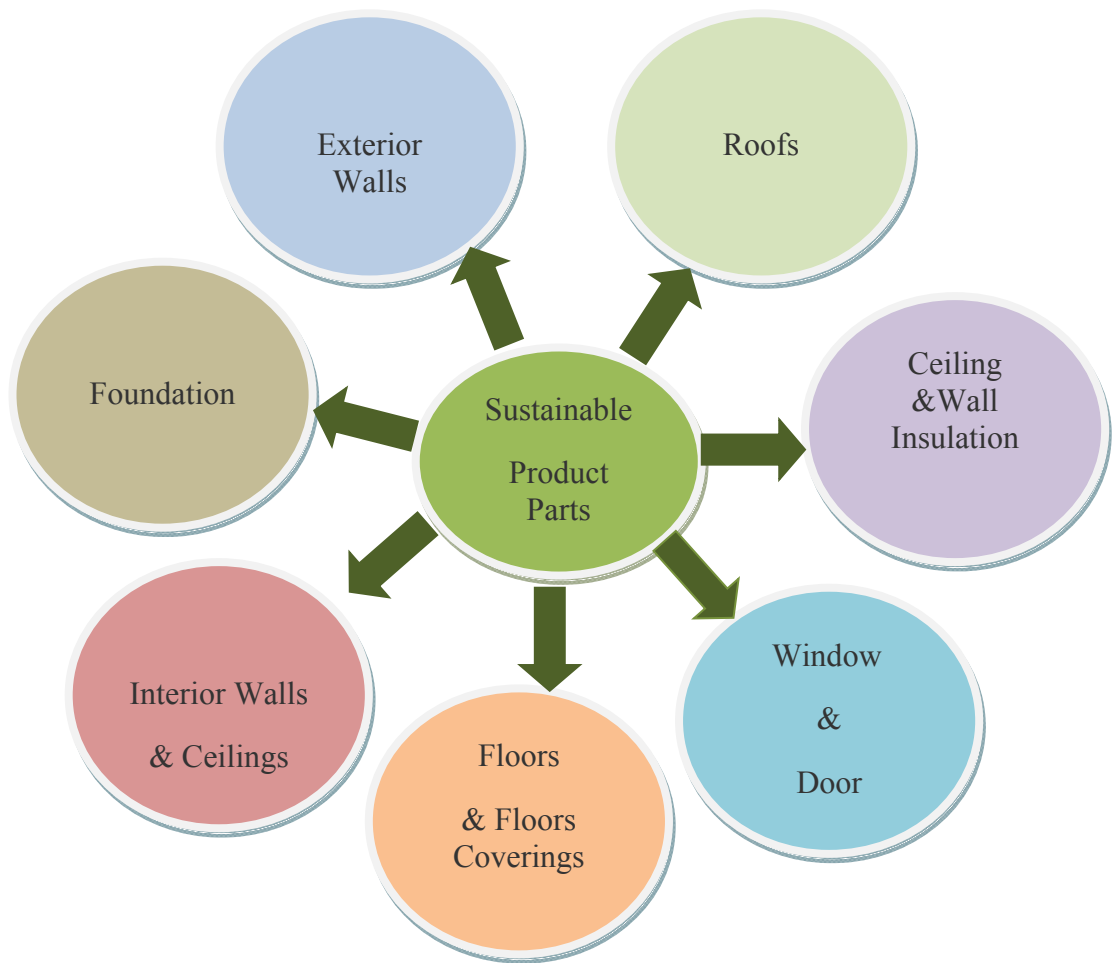 Exterior
Walls
Roofs
Foundation
Sustainable
Product
Parts
Ceiling
&Wall
Insulation
Interior Walls
& Ceilings
Floors
& Floors
Coverings
Window
&
Door